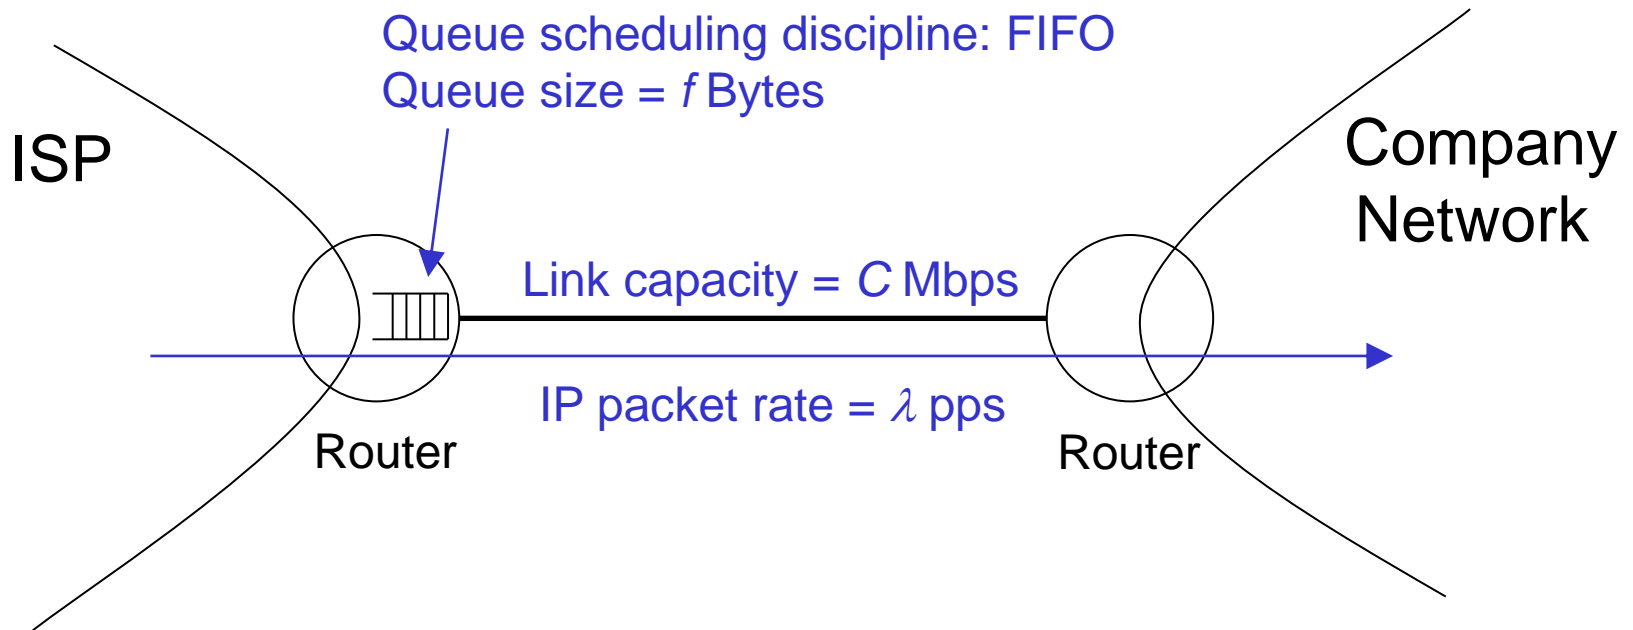 Queue scheduling discipline: FIFO
Queue size = f Bytes
ISP
Company
Network
Link capacity = C Mbps
IP packet rate = λ pps
Router
Router